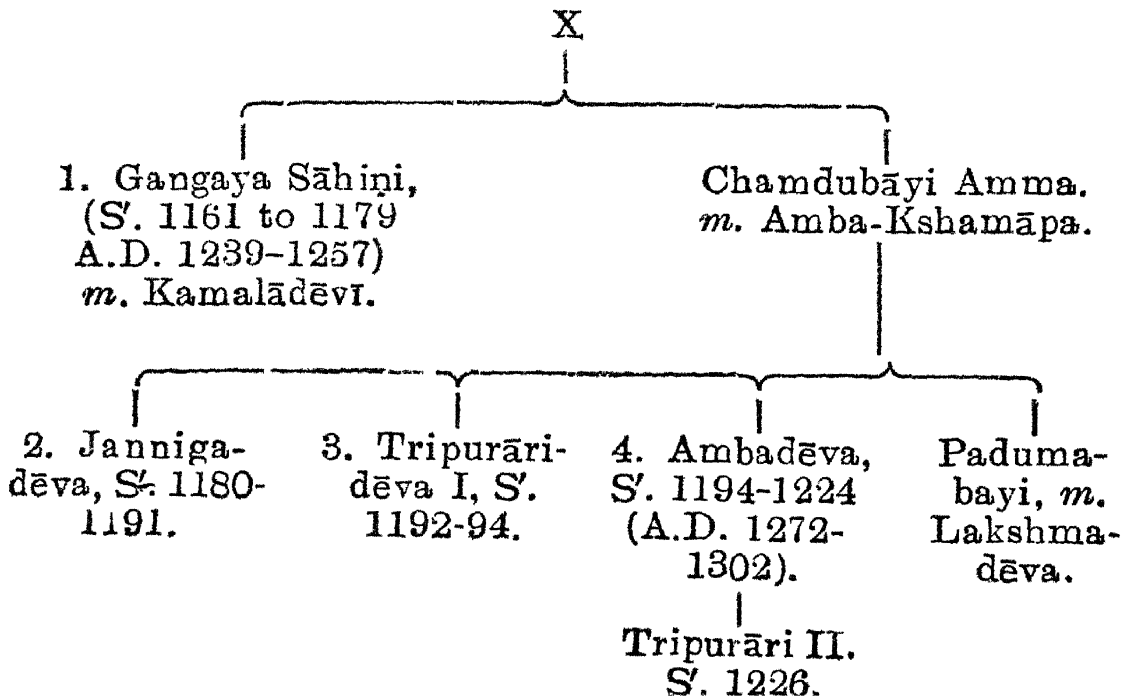 X
1. Gangaya Sāhiṇi,
(S'. 1161 to 1179
A.D. 1239–1257)
m. Kamalādēvī.
Chamdubāyi Amma.
m. Amba-Kshamāpa.
2. Janniga-
dēva, S'. 1180-
1191.
3. Tripurāri-
dēva I, S'.
1192-94.
4. Ambadēva,
S'. 1194-1224
(A.D. 1272-
1302).
Paduma-
bayi, m.
Lakshma-
dēva.
Tripurāri II.
S'. 1226.